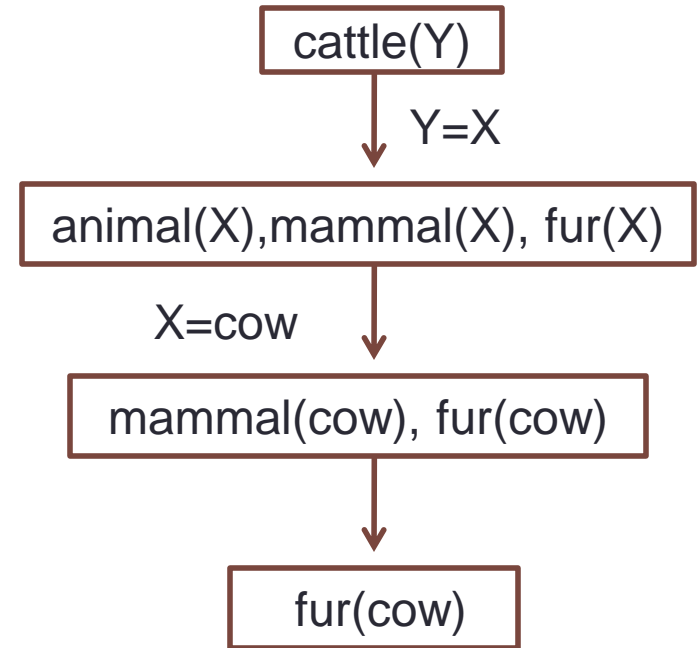 cattle(Y)
Y=X
animal(X),mammal(X), fur(X)
X=cow
mammal(cow), fur(cow)
fur(cow)